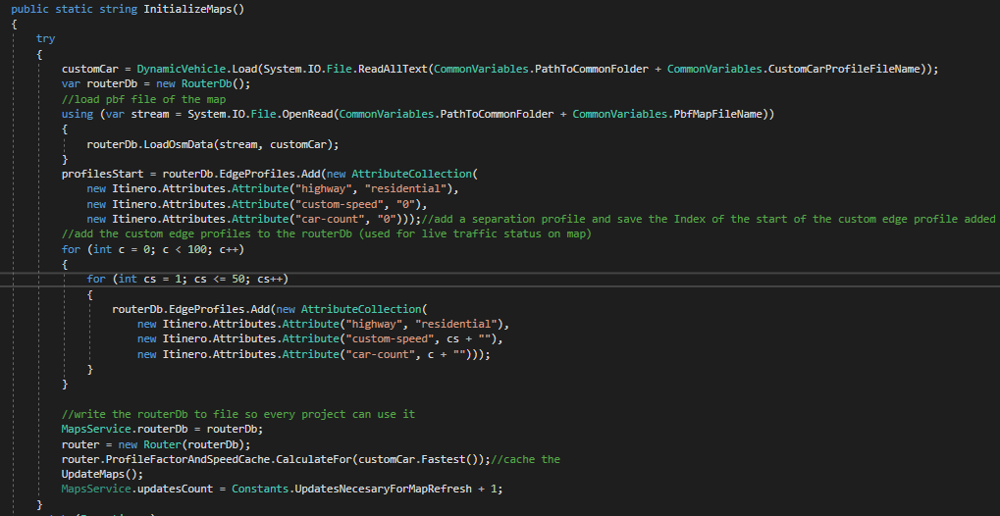 public static string InitializeMaps()
{
try
{
customCar = DynamicVehicle.Load(System.IO.File.ReadAllText(CommonVariables.PathToCommonFolder + CommonVariables.CustomCarProfileFileName));
var routerDb = new RouterDb();
//load pbf file of the map
using (var stream = System.IO.File.OpenRead(CommonVariables.PathToCommonFolder + CommonVariables.PbfMapFileName))
{
routerDb.LoadOsmData(stream, customCar);
}
profilesStart = routerDb.EdgeProfiles.Add(new AttributeCollection(
new Itinero.Attributes.Attribute("highway", "residential"),
new Itinero.Attributes.Attribute("custom-speed", "0"),
new Itinero.Attributes.Attribute("car-count", "0")));//add a separation profile and save the Index of the start of the custom edge profile added
//add the custom edge profiles to the routerDb (used for live traffic status on map)
for (int c = 0; c < 100; c++)
{
for (int cs = 1; cs <= 50; cs++)
{
routerDb.EdgeProfiles.Add(new AttributeCollection(
new Itinero.Attributes.Attribute("highway", "residential"),
new Itinero.Attributes.Attribute("custom-speed", cs + ""),
new Itinero.Attributes.Attribute("car-count", c + "")));
}
}
//write the routerDb to file so every project can use it
MapsService.routerDb = routerDb;
router = new Router(routerDb);
router.ProfileFactorAndSpeedCache.CalculateFor(customCar.Fastest());//cache the
UpdateMaps();
MapsService.updatesCount = Constants.UpdatesNecesaryForMapRefresh + 1;
}